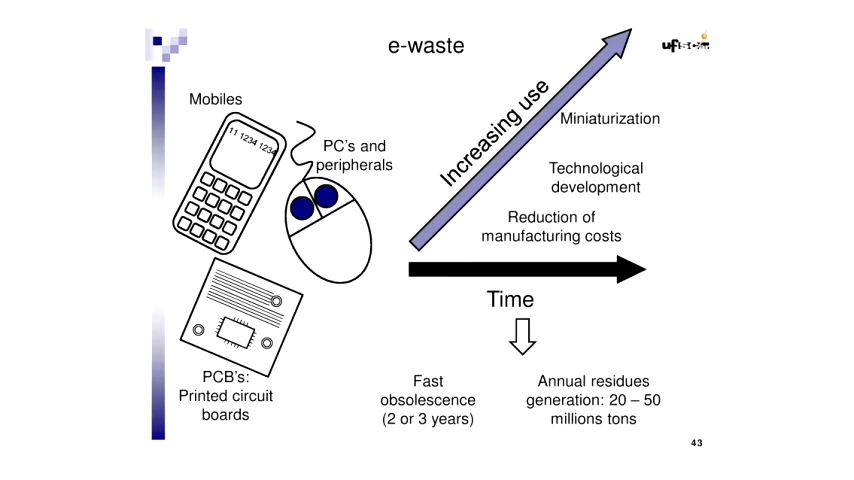 e-waste
Mobiles
11 1234 1234
PC's and
peripherals
PCB's:
Printed circuit
boards
Increasing use
Miniaturization
Technological
development
Reduction of
manufacturing costs
Time
Fast
obsolescence
(2 or 3 years)
Annual residues
generation: 20 – 50
millions tons
43